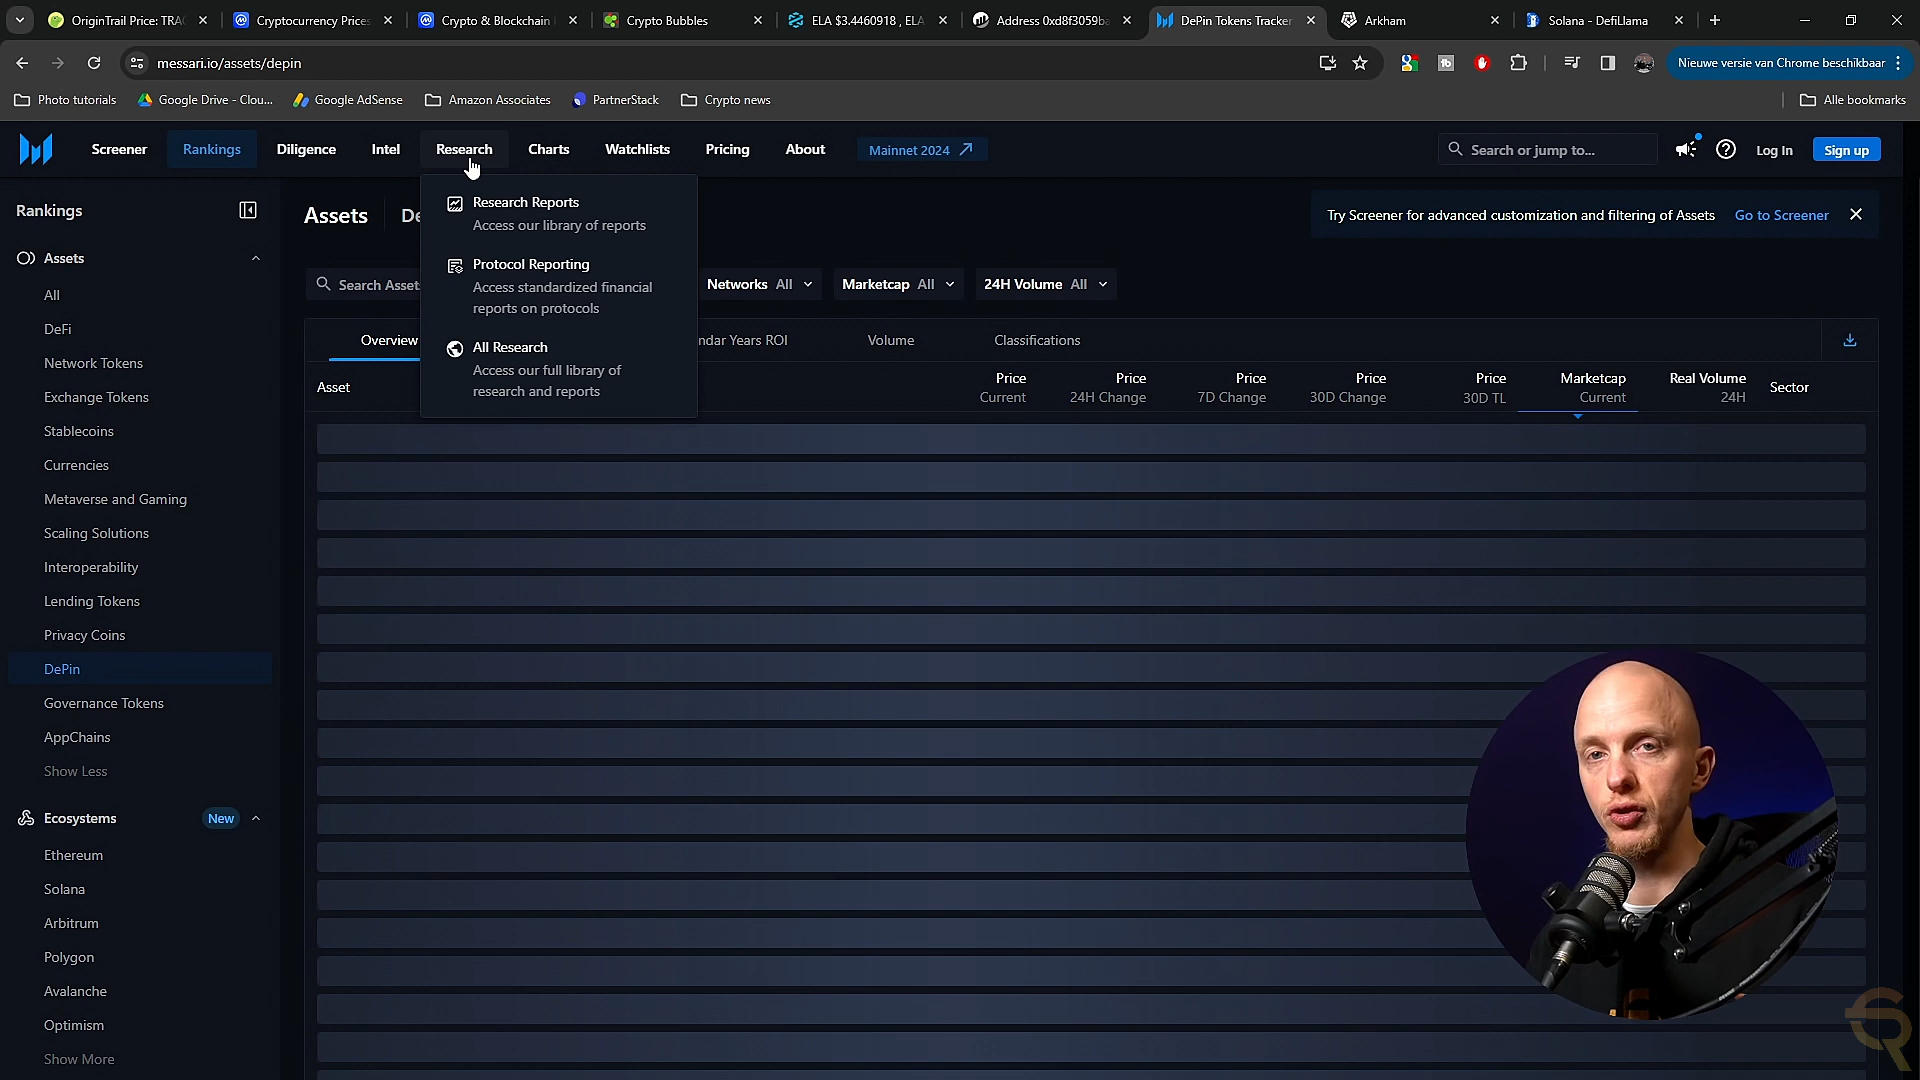 OriginTrail Price: TRAC
Cryptocurrency Prices
Crypto & Blockchain
Crypto Bubbles
ELA $3.4460918 , ELA
Address 0xd8f3059ba
DePin Tokens Tracker
Arkham
Solana - DefiLlama
messari.io/assets/depin
Nieuwe versie van Chrome beschikbaar
Photo tutorials
Google Drive - Clou...
Google AdSense
Amazon Associates
PartnerStack
Crypto news
Alle bookmarks
Screener
Rankings
Diligence
Intel
Research
Charts
Watchlists
Pricing
About
Mainnet 2024
Search or jump to...
Log In
Sign up
Rankings
Assets
All
DeFi
Network Tokens
Exchange Tokens
Stablecoins
Currencies
Metaverse and Gaming
Scaling Solutions
Interoperability
Lending Tokens
Privacy Coins
DePin
Governance Tokens
AppChains
Show Less
Ecosystems New
Ethereum
Solana
Arbitrum
Polygon
Avalanche
Optimism
Show More
Research Reports
Access our library of reports
Protocol Reporting
Access standardized financial
reports on protocols
All Research
Access our full library of
research and reports
Assets De
Try Screener for advanced customization and filtering of Assets Go to Screener
Search Asset
Networks All
Marketcap All
24H Volume All
Overview
ndar Years ROI
Volume
Classifications
Asset
Price
Current
Price
24H Change
Price
7D Change
Price
30D Change
Price
30D TL
Marketcap
Current
Real Volume
24H
Sector